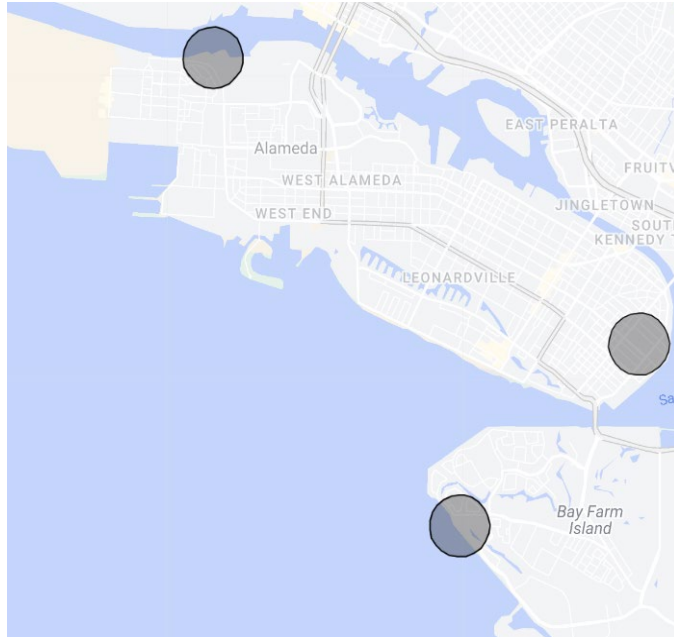 EAST PERALTA
Alameda
FRUITV
WEST ALAMEDA
JINGLETOWN
WEST END
SOUT
KENNEDY T
LEONARDVILLE
Sa
Bay Farm
Island